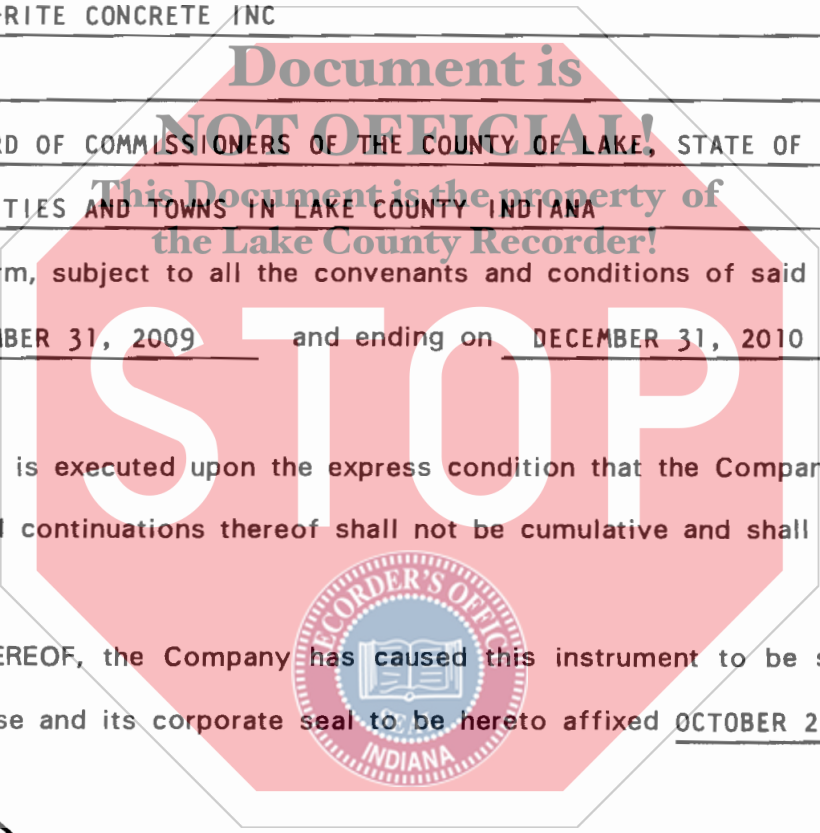 RITE CONCRETE INC
Document is
NOT OFFICIAL!
RD OF COMMISSIONERS OF THE COUNTY OF LAKE, STATE OF
This Document is the property of
TIES AND TOWNS IN LAKE COUNTY INDIANA
the Lake County Recorder!
rm, subject to all the convenants and conditions of said
MBER 31, 2009 and ending on DECEMBER 31, 2010
STOP
is executed upon the express condition that the Compan
continuations thereof shall not be cumulative and shall
RECORDER'S OFFICE
EREOF, the Company has caused this instrument to be s
se and its corporate seal to be hereto affixed OCTOBER 2
SEAL
INDIANA